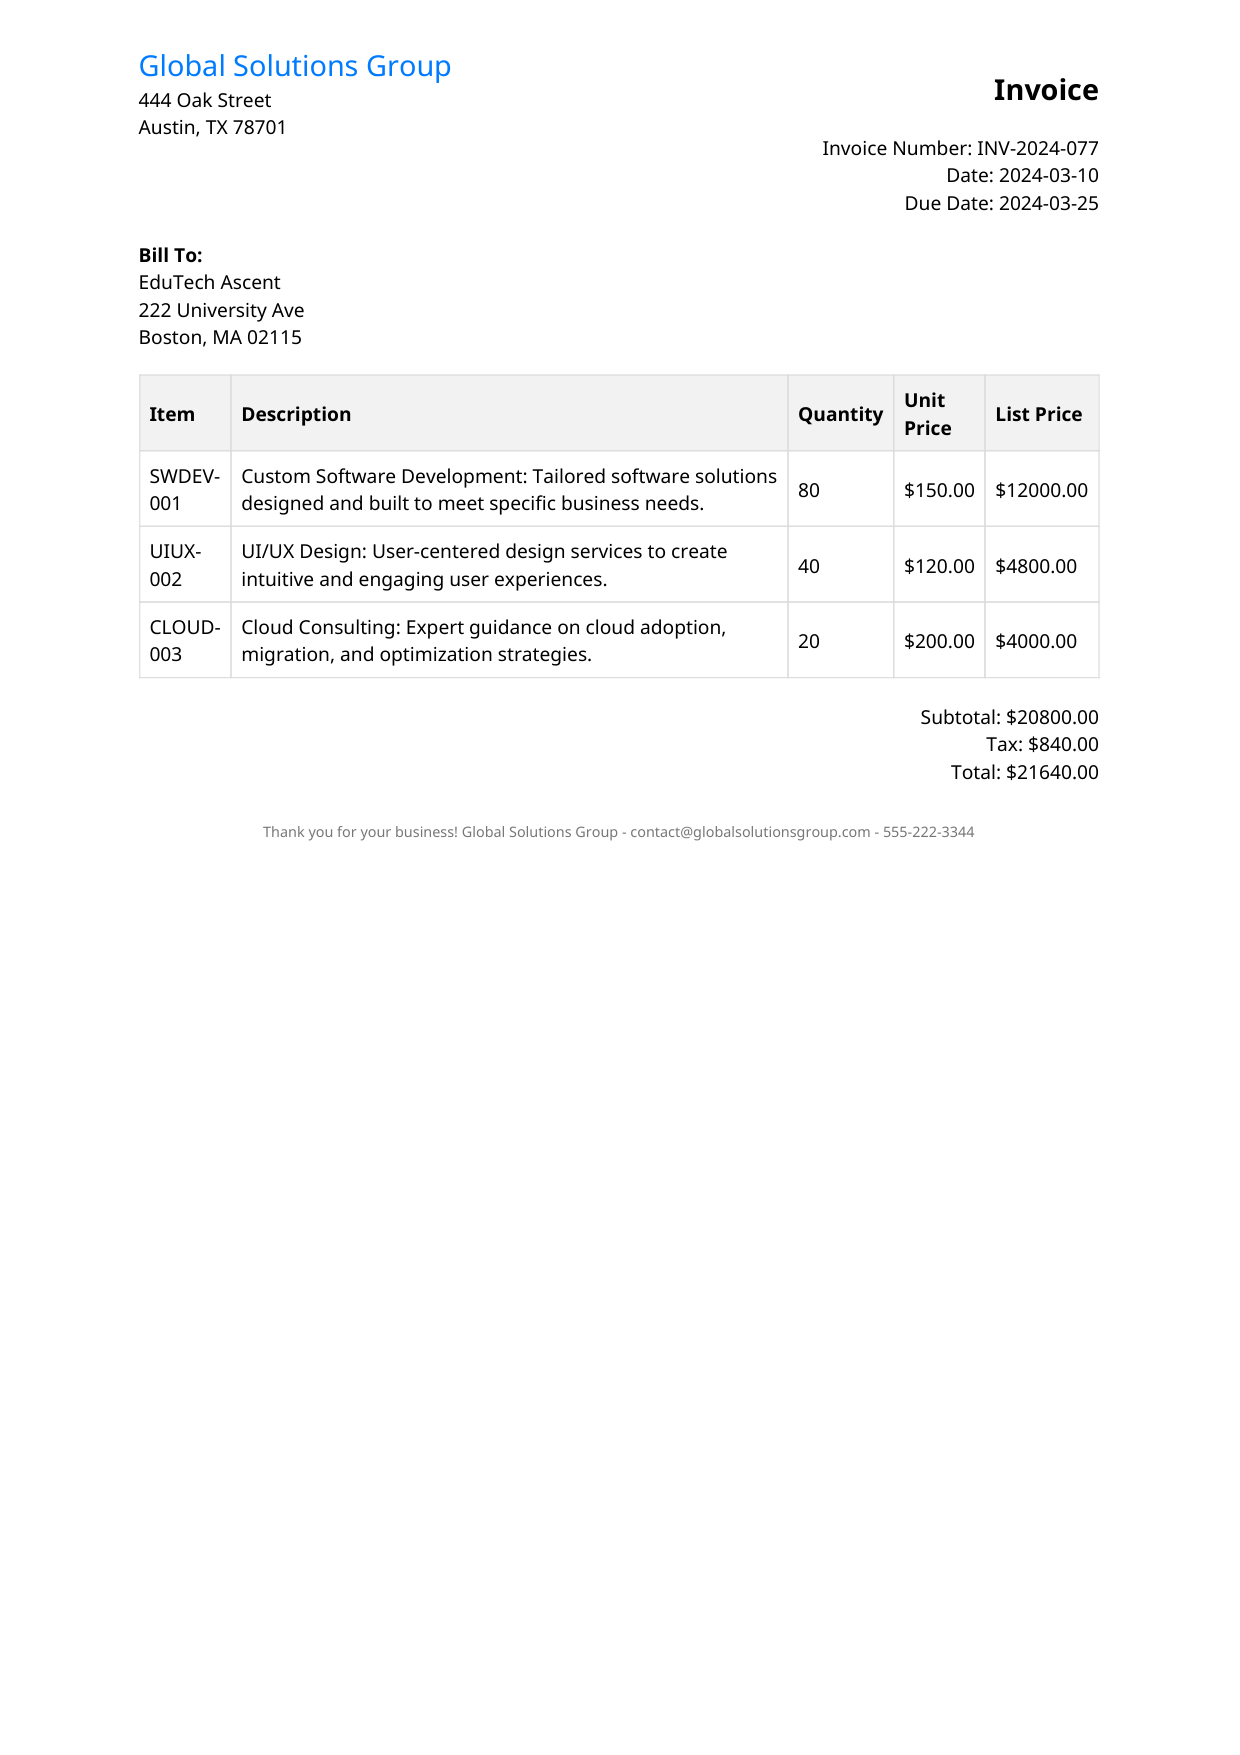 Global Solutions Group
444 Oak Street
Austin, TX 78701
Invoice
Invoice Number: INV-2024-077
Date: 2024-03-10
Due Date: 2024-03-25
Bill To:
EduTech Ascent
222 University Ave
Boston, MA 02115
Item Description Quantity Unit Price List Price
SWDEV-001 Custom Software Development: Tailored software solutions designed and built to meet specific business needs. 80 $150.00 $12000.00
UIUX-002 UI/UX Design: User-centered design services to create intuitive and engaging user experiences. 40 $120.00 $4800.00
CLOUD-003 Cloud Consulting: Expert guidance on cloud adoption, migration, and optimization strategies. 20 $200.00 $4000.00
Subtotal: $20800.00
Tax: $840.00
Total: $21640.00
Thank you for your business! Global Solutions Group - contact@globalsolutionsgroup.com - 555-222-3344